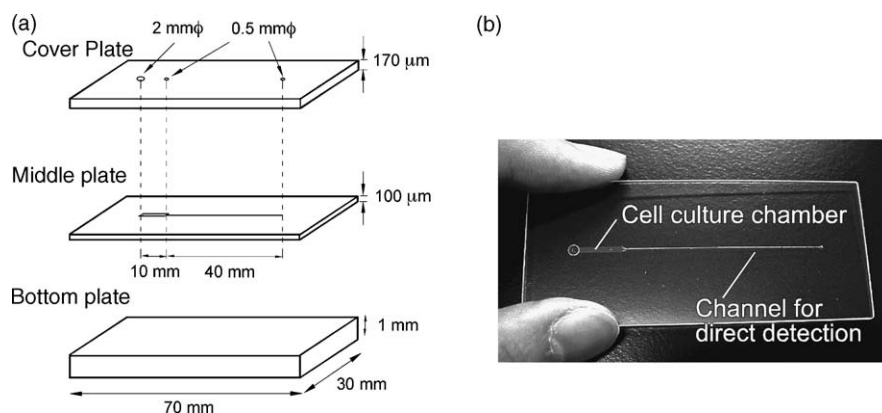 (a)
2 mmϕ
0.5 mmϕ
Cover Plate
170 μm
Middle plate
100 μm
10 mm
40 mm
Bottom plate
1 mm
30 mm
70 mm
(b)
Cell culture chamber
Channel for
direct detection